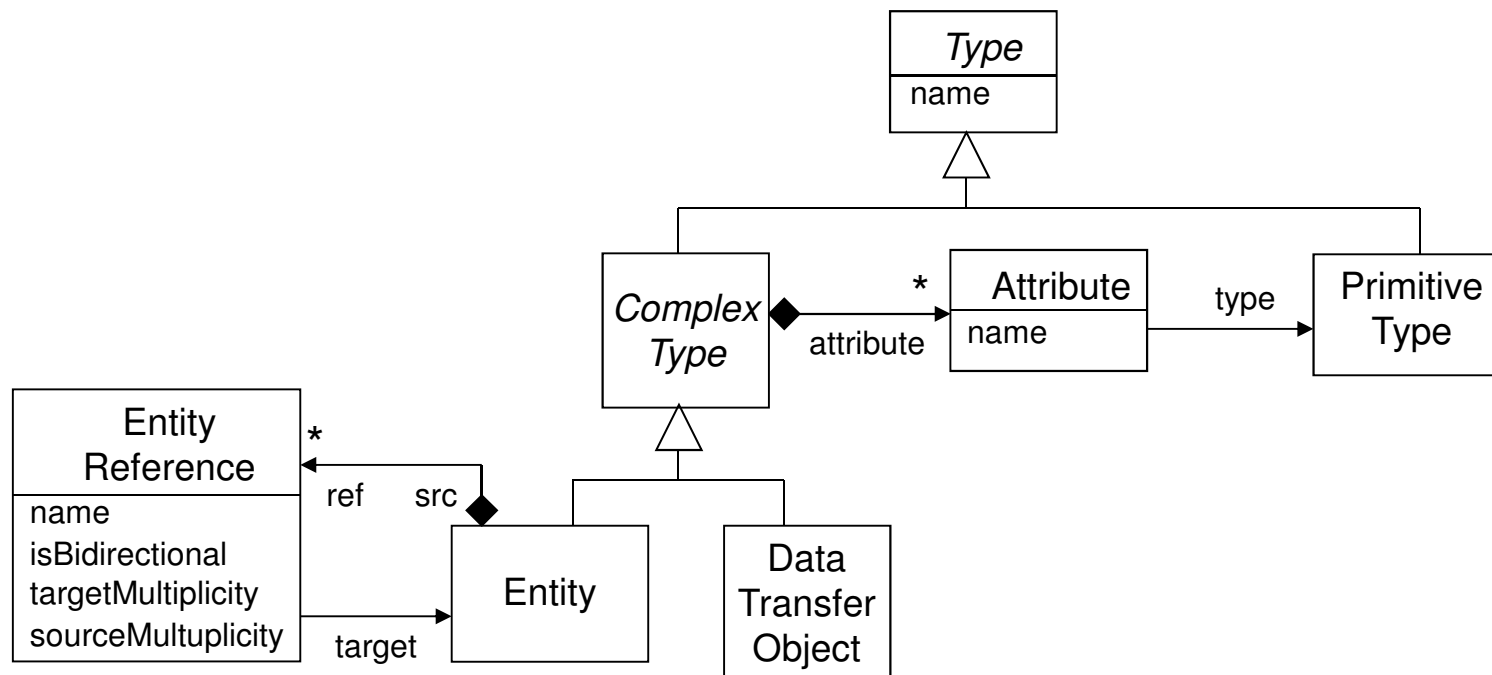 Type
name
Complex
Type
*
attribute
Attribute
name
type
Primitive
Type
Entity
Reference
name
isBidirectional
targetMultiplicity
sourceMultuplicity
*
ref
src
target
Entity
Data
Transfer
Object